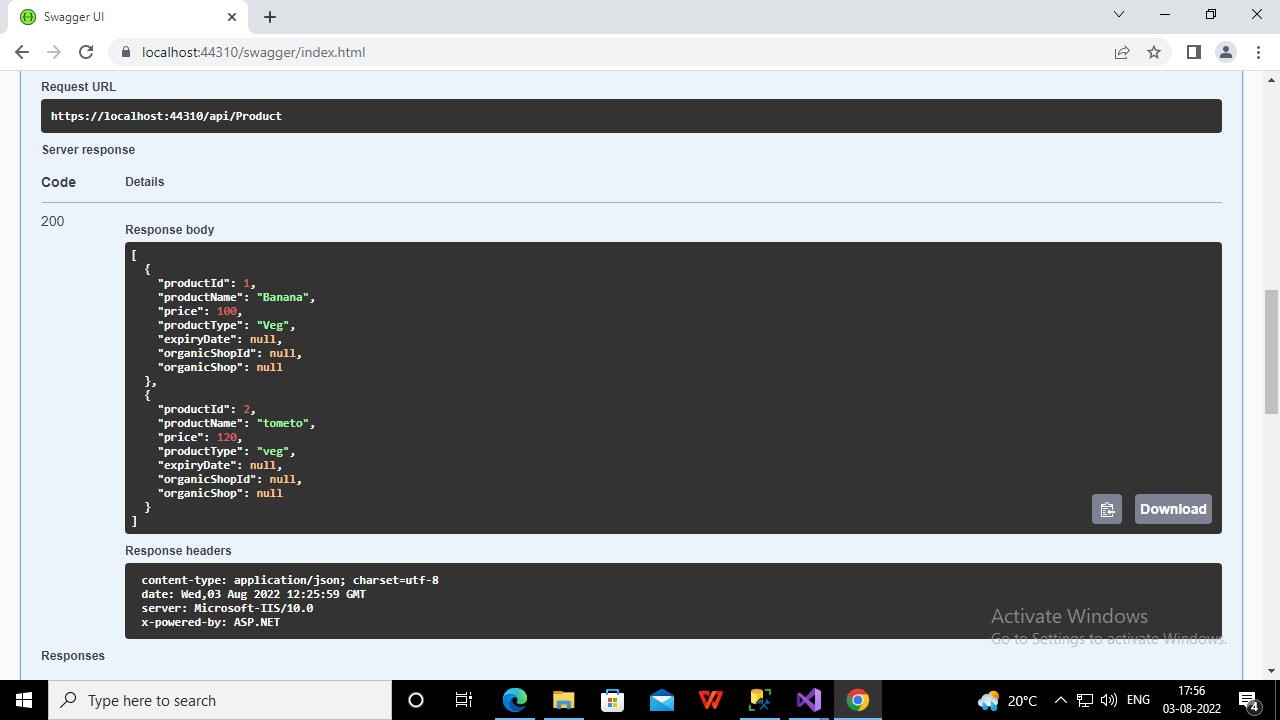 Swagger UI
localhost:44310/swagger/index.html
Request URL
https://localhost:44310/api/Product
Server response
Code Details
200
Response body
[
{
"productId": 1,
"productName": "Banana",
"price": 100,
"productType": "Veg",
"expiryDate": null,
"organicShopId": null,
"organicShop": null
},
{
"productId": 2,
"productName": "tometo",
"price": 120,
"productType": "veg",
"expiryDate": null,
"organicShopId": null,
"organicShop": null
}
]
Download
Response headers
content-type: application/json; charset=utf-8
date: Wed,03 Aug 2022 12:25:59 GMT
server: Microsoft-IIS/10.0
x-powered-by: ASP.NET
Activate Windows
Go to Settings to activate Windows.
Responses
Type here to search
20°C
ENG
17:56
03-08-2022
4